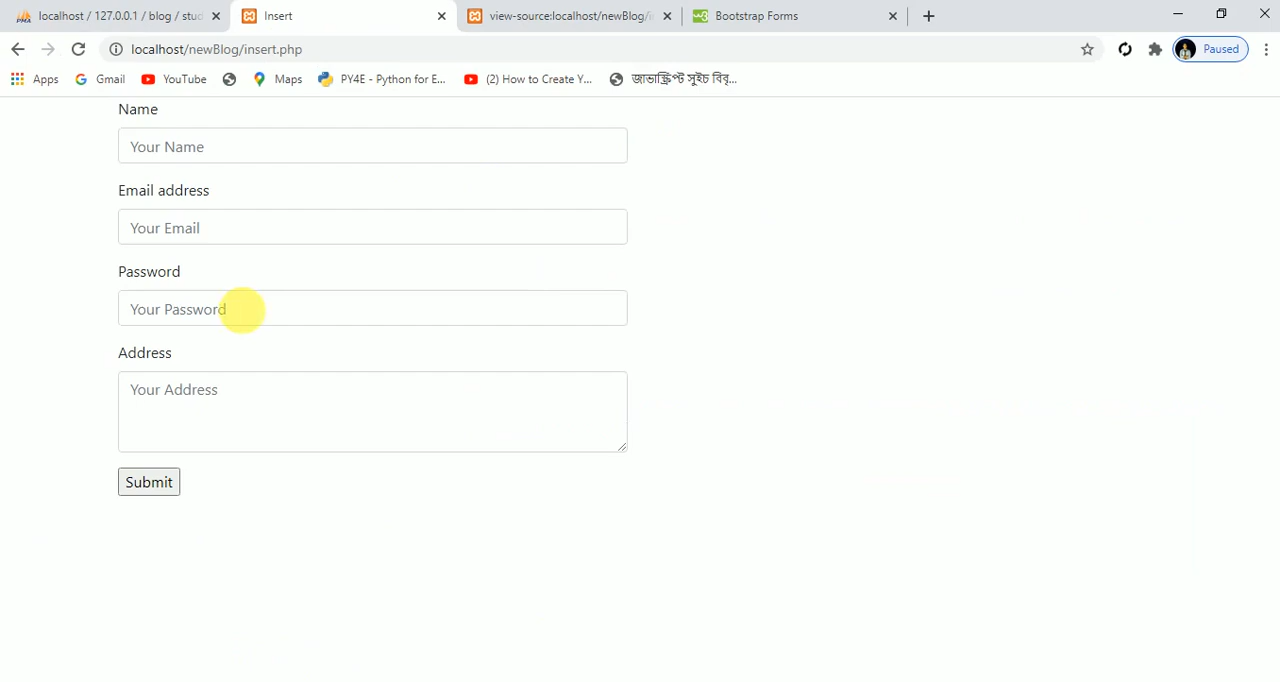 localhost / 127.0.0.1 / blog / stud
Insert
view-source:localhost/newBlog/i
Bootstrap Forms
localhost/newBlog/insert.php
Paused
Apps
Gmail
YouTube
Maps
PY4E - Python for E...
(2) How to Create Y...
জাভাস্ক্রিপ্ট সুইচ বিবৃ...
Name
Your Name
Email address
Your Email
Password
Your Password
Address
Your Address
Submit